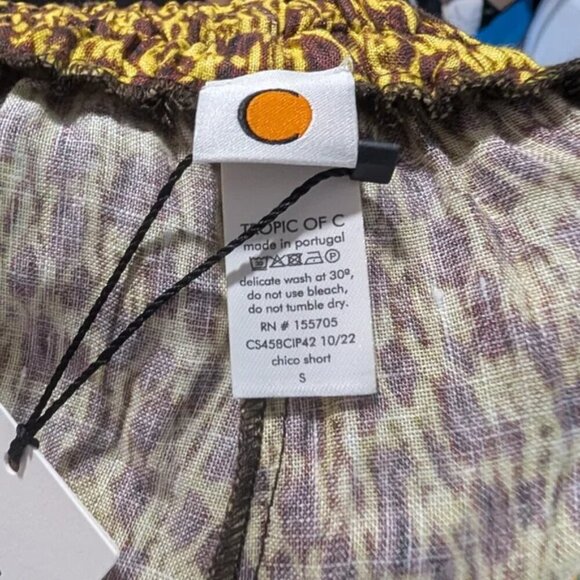 TROPIC OF C
made in portugal
delicate wash at 30º,
do not use bleach,
do not tumble dry.
RN # 155705
CS458CIP42 10/22
chico short
S